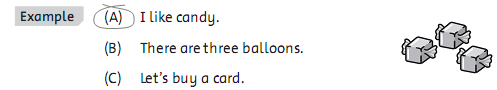 Example (A) I like candy.
(B) There are three balloons.
(C) Let's buy a card.